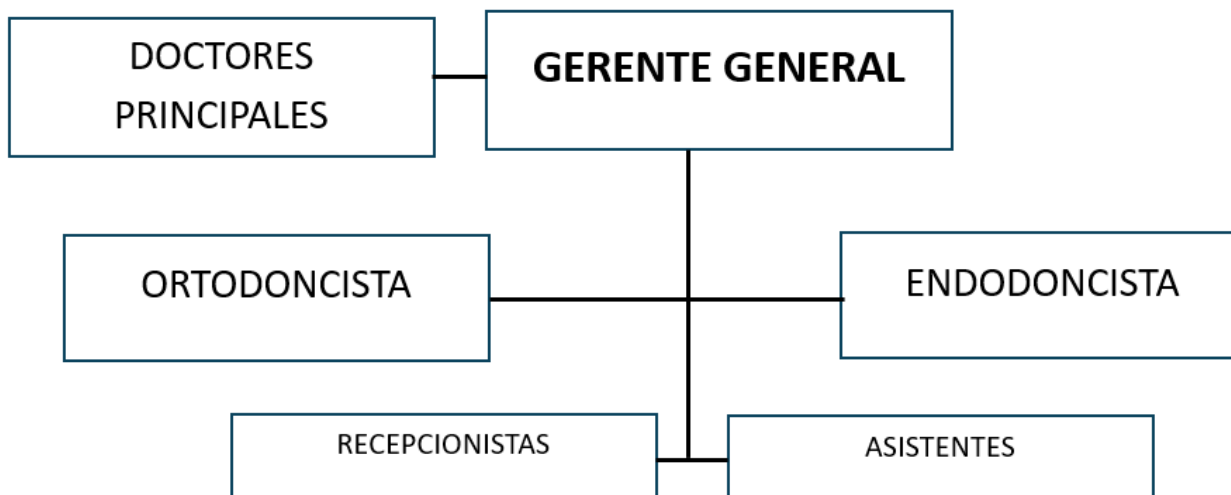 DOCTORES
PRINCIPALES
GERENTE GENERAL
ORTODONCISTA
ENDODONCISTA
RECEPCIONISTAS
ASISTENTES